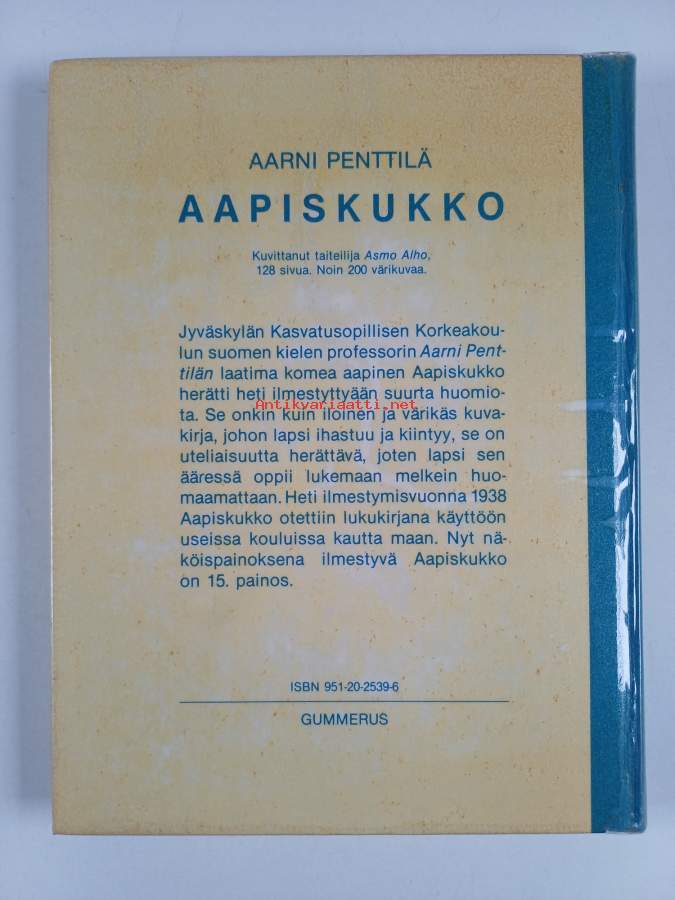 AARNI PENTTILÄ
AAPISKUKKO
Kuvittanut taiteilija Asmo Alho,
128 sivua. Noin 200 värikuvaa.
Jyväskylän Kasvatusopillisen Korkeakou-
lun suomen kielen professorin Aarni Pent-
tilän laatima komea aapinen Aapiskukko
herätti heti ilmestyttyään suurta huomio-
Antikvariaatti.net
ta. Se onkin kuin iloinen ja värikäs kuva-
kirja, johon lapsi ihastuu ja kiintyy, se on
uteliaisuutta herättävä, joten lapsi sen
ääressä oppii lukemaan melkein huo-
maamattaan. Heti ilmestymisvuonna 1938
Aapiskukko otettiin lukukirjana käyttöön
useissa kouluissa kautta maan. Nyt nä-
köispainoksena ilmestyvä Aapiskukko
on 15. painos.
ISBN 951-20-2539-6
GUMMERUS